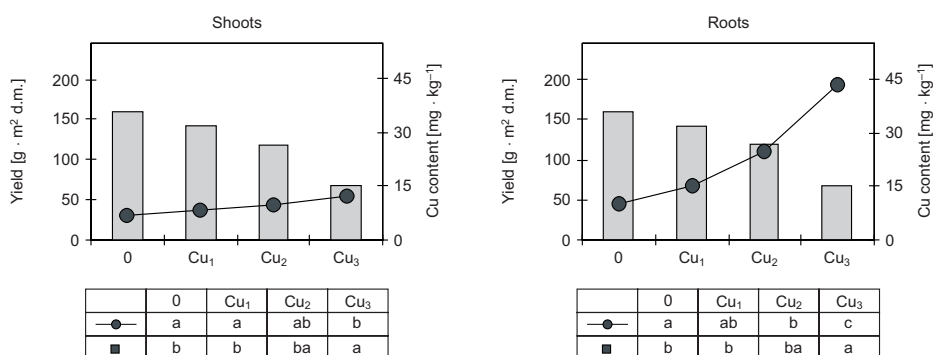 Shoots
Yield [g · m² d.m.]
200
150
100
50
0
45
30
15
0
Cu content [mg · kg⁻¹]
0 Cu₁ Cu₂ Cu₃
0 Cu₁ Cu₂ Cu₃
a a ab b
b b ba a
Roots
Yield [g · m² d.m.]
200
150
100
50
0
45
30
15
0
Cu content [mg · kg⁻¹]
0 Cu₁ Cu₂ Cu₃
0 Cu₁ Cu₂ Cu₃
a ab b c
b b ba a